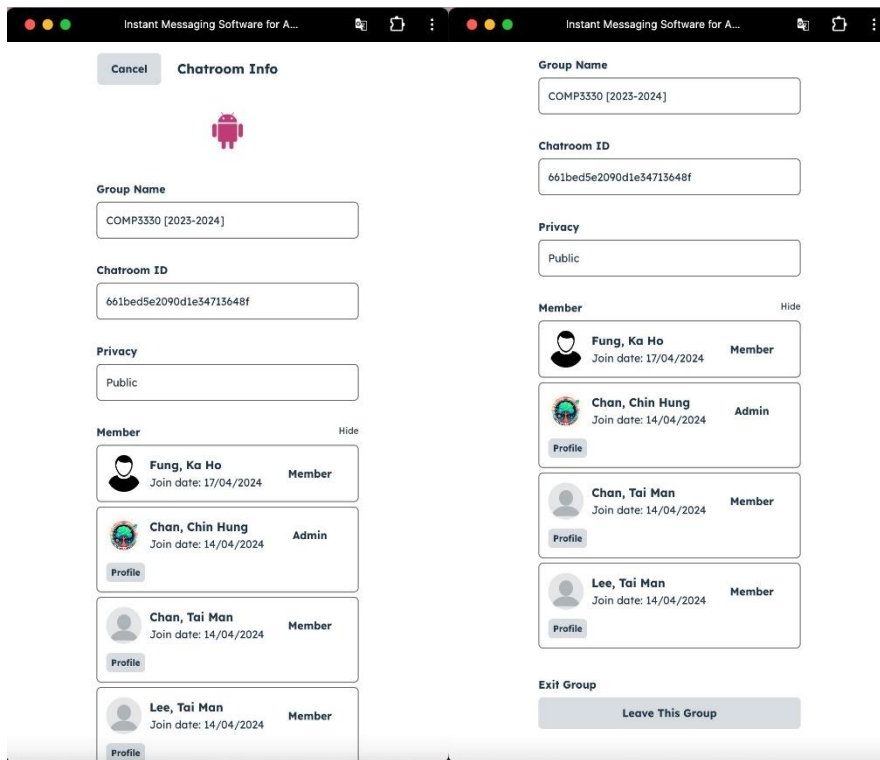 Instant Messaging Software for A...
Cancel
Chatroom Info
Group Name
COMP3330 [2023-2024]
Chatroom ID
661bed5e2090d1e34713648f
Privacy
Public
Member
Hide
Fung, Ka Ho
Join date: 17/04/2024
Member
Chan, Chin Hung
Join date: 14/04/2024
Admin
Profile
Chan, Tai Man
Join date: 14/04/2024
Member
Profile
Lee, Tai Man
Join date: 14/04/2024
Member
Profile
Instant Messaging Software for A...
Group Name
COMP3330 [2023-2024]
Chatroom ID
661bed5e2090d1e34713648f
Privacy
Public
Member
Hide
Fung, Ka Ho
Join date: 17/04/2024
Member
Chan, Chin Hung
Join date: 14/04/2024
Admin
Profile
Chan, Tai Man
Join date: 14/04/2024
Member
Profile
Lee, Tai Man
Join date: 14/04/2024
Member
Profile
Exit Group
Leave This Group